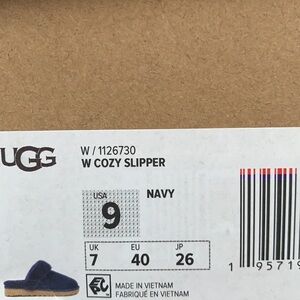 UGG
W / 1126730
W COZY SLIPPER
USA
9
NAVY
UK EU JP
7 40 26
MADE IN VIETNAM
FABRIQUÉ EN VIETNAM
1 95719